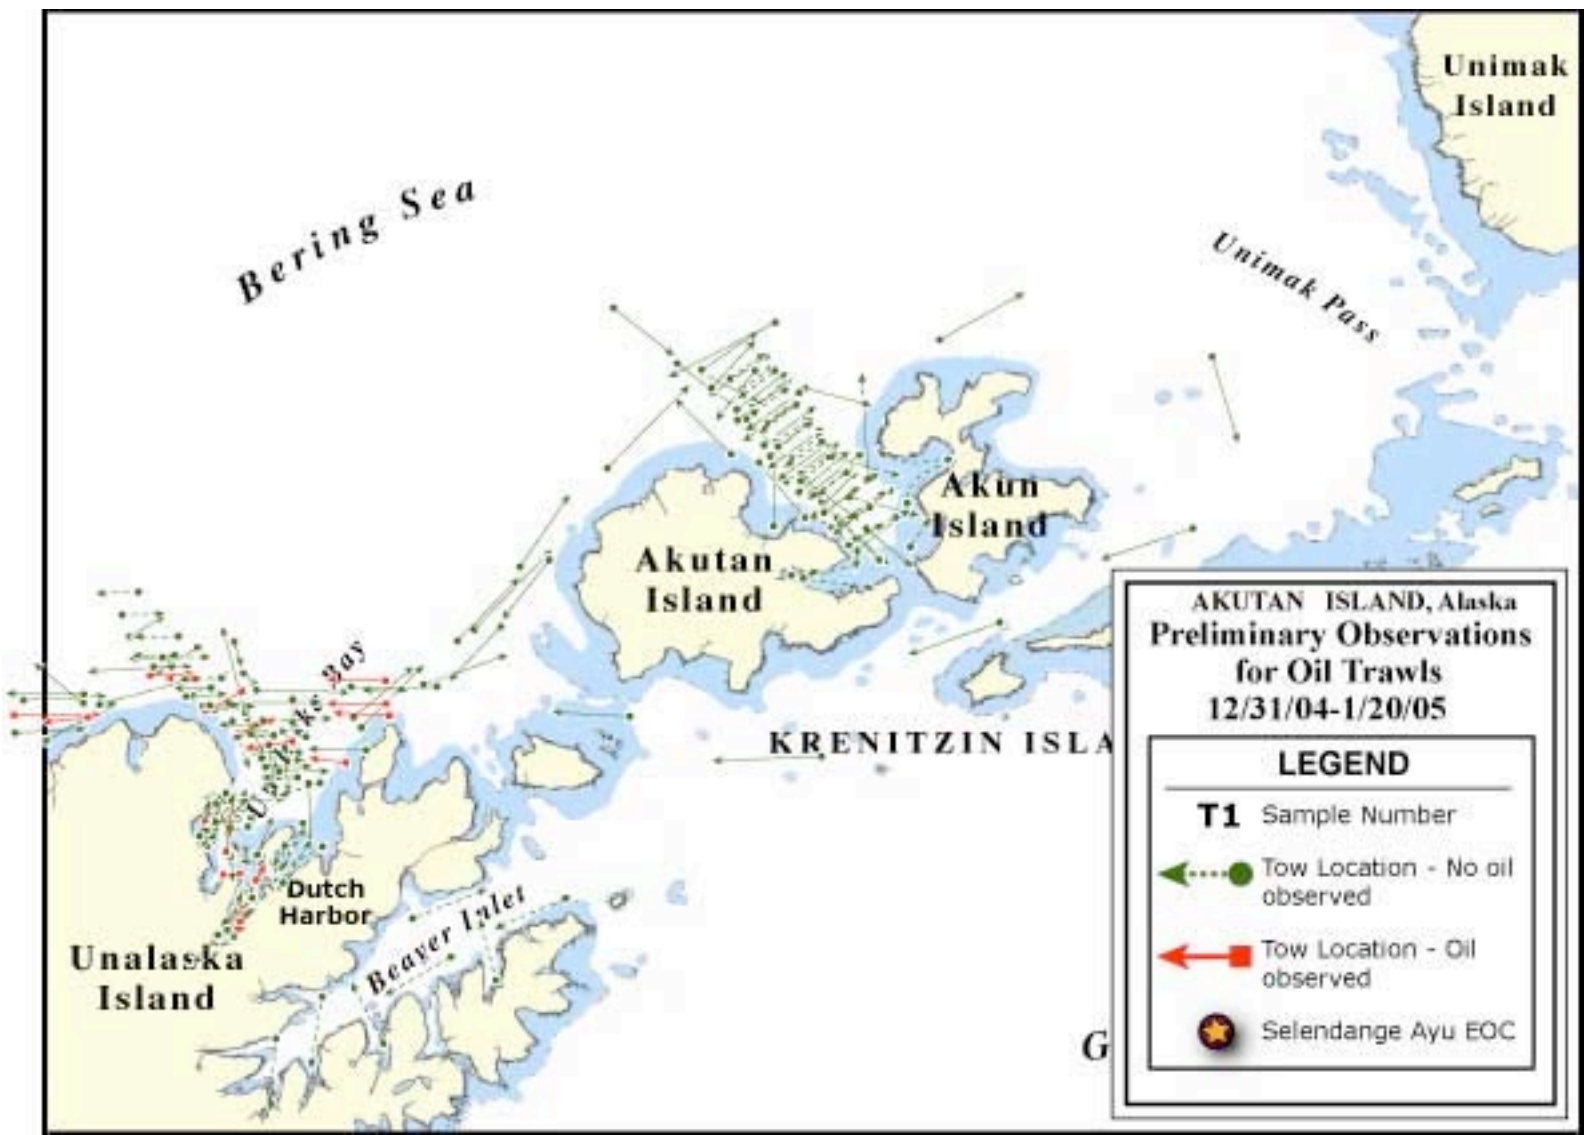 Unimak
Island
Bering Sea
Unimak Pass
Akun
Island
Akutan
Island
Bay
KRENITZIN ISLA
Dutch
Harbor
Beaver Inlet
Unalaska
Island
G
AKUTAN ISLAND, Alaska
Preliminary Observations
for Oil Trawls
12/31/04-1/20/05
LEGEND
T1 Sample Number
Tow Location - No oil
observed
Tow Location - Oil
observed
Selendange Ayu EOC